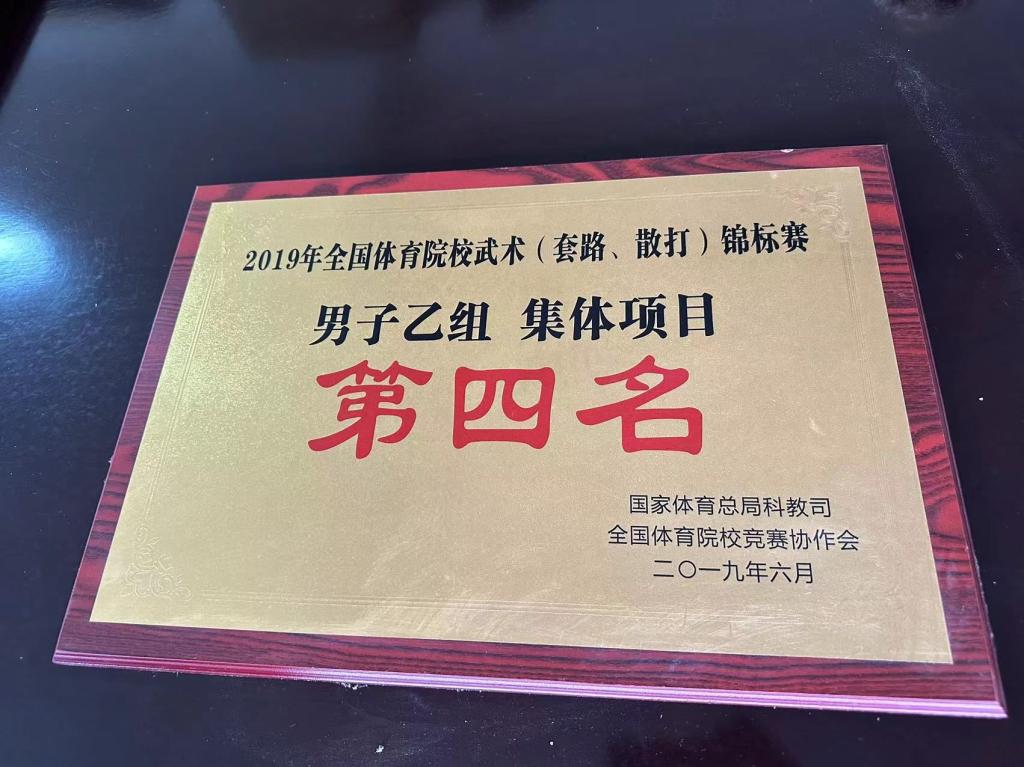 2019年全国体育院校武术（套路、散打）锦标赛
男子乙组 集体项目
第四名
国家体育总局科教司
全国体育院校竞赛协作会
二〇一九年六月